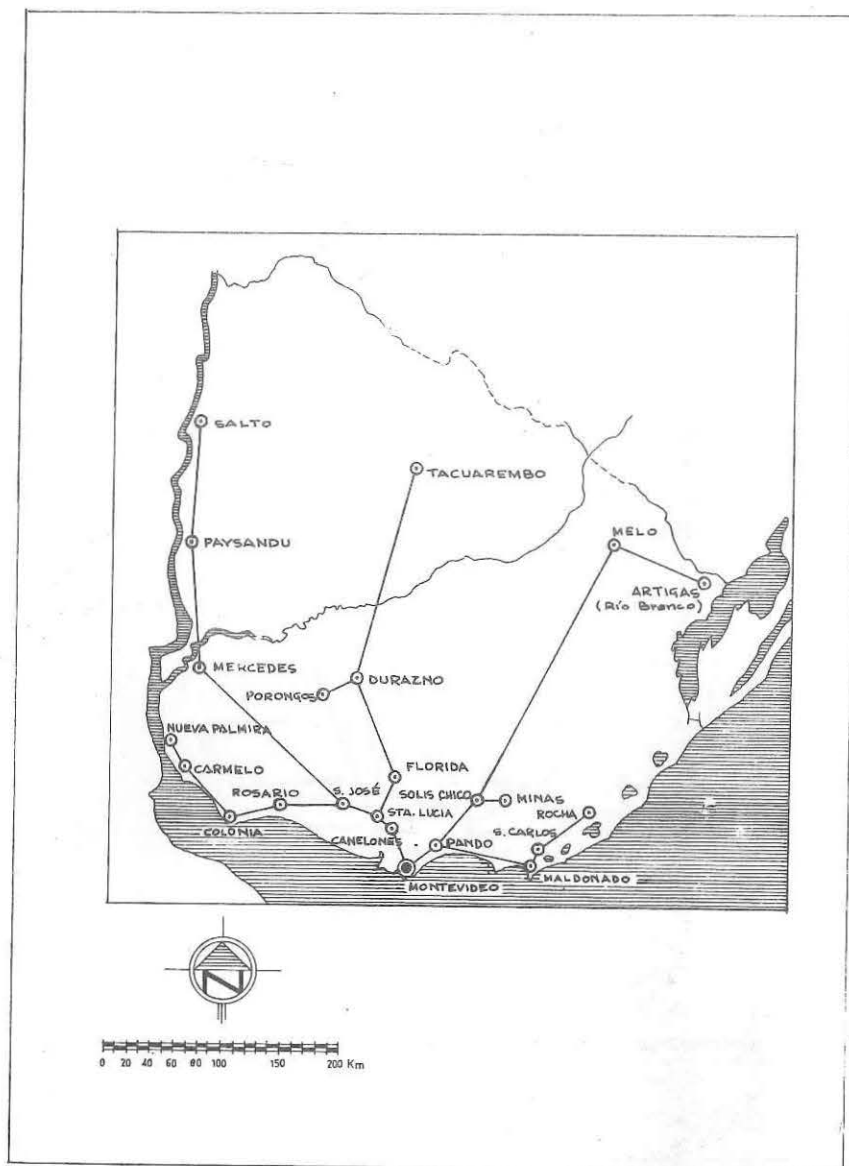 SALTO
TACUAREMBO
PAYSANDU
MELO
ARTIGAS
(Río Branco)
MERCEDES
DURAZNO
PORONGOS
NUEVA PALMIRA
CARMELO
FLORIDA
ROSARIO
S. JOSÉ
SOLIS CHICO
MINAS
STA. LUCIA
ROCHA
S. CARLOS
COLONIA
CANELONES
PANDO
MALDONADO
MONTEVIDEO
N
0 20 40 60 80 100 150 200 Km